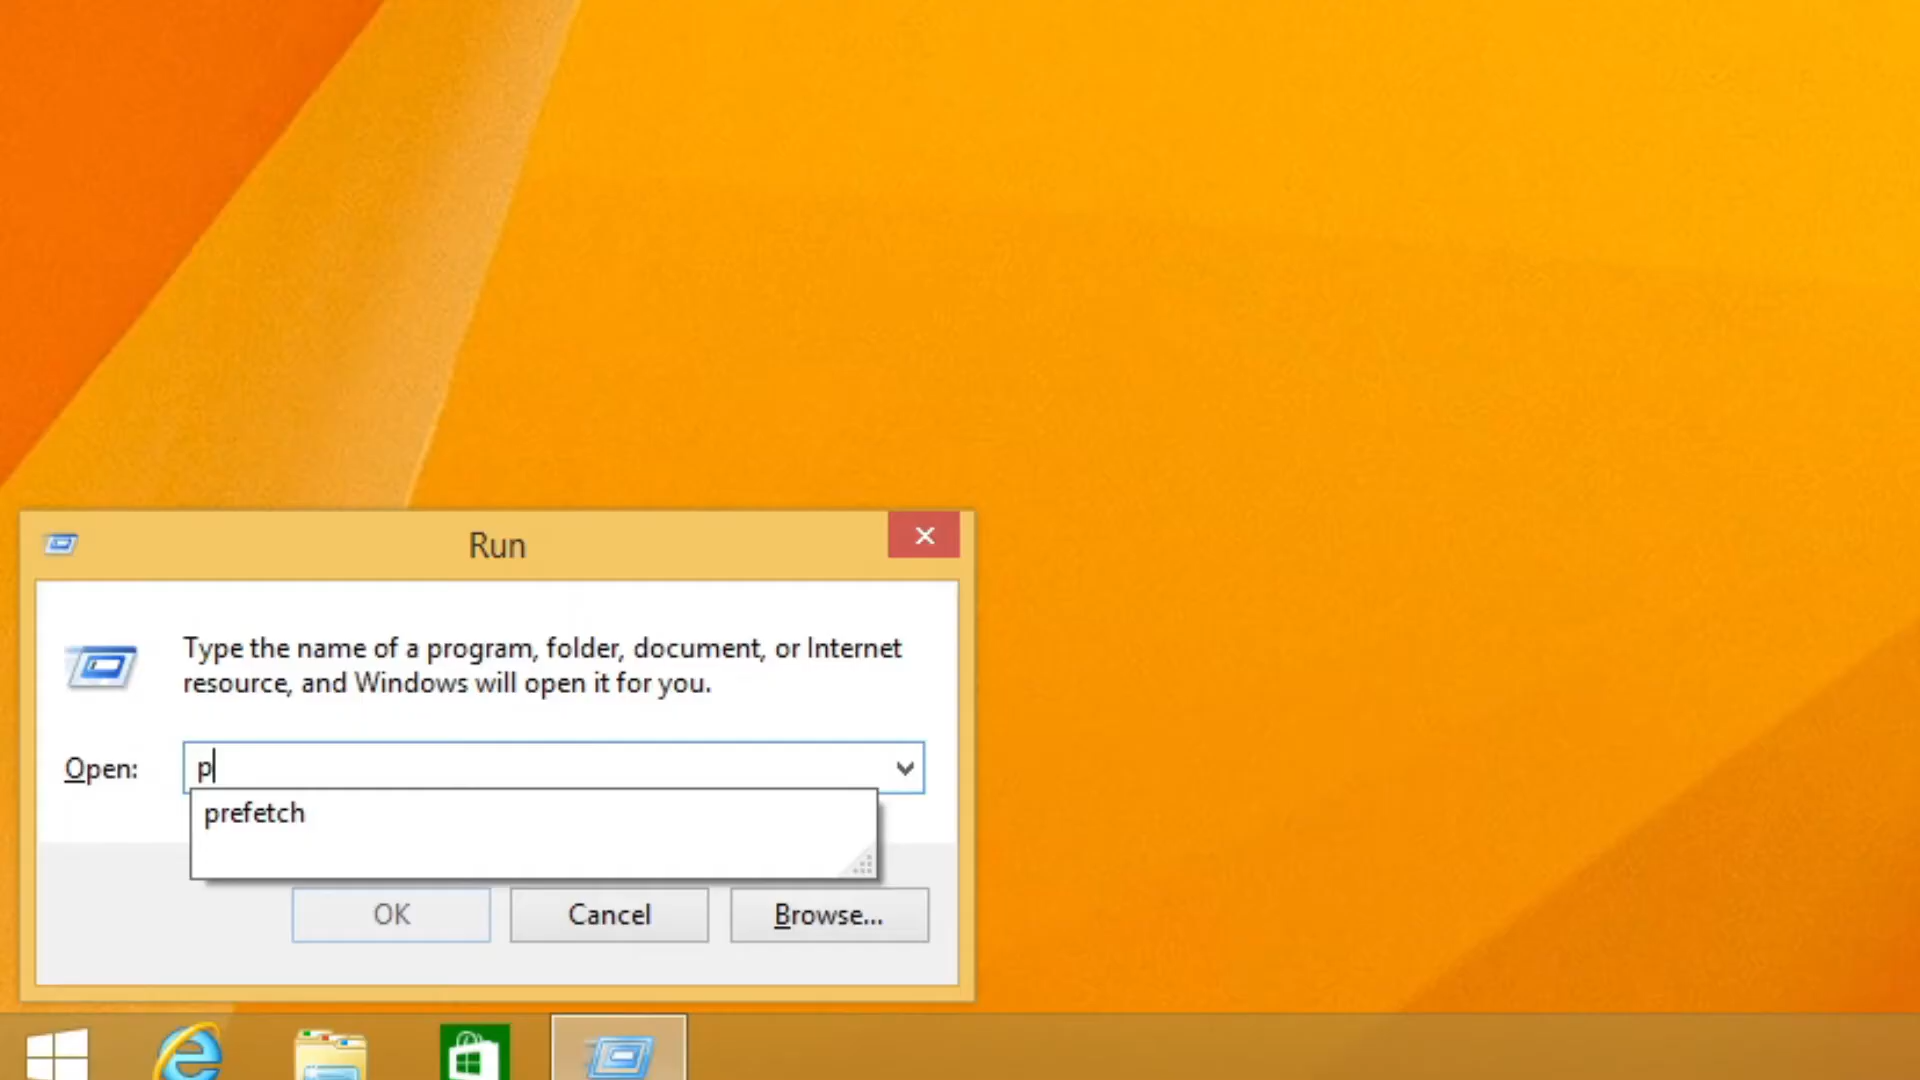 Run
Type the name of a program, folder, document, or Internet
resource, and Windows will open it for you.
Open:
p
prefetch
OK
Cancel
Browse...